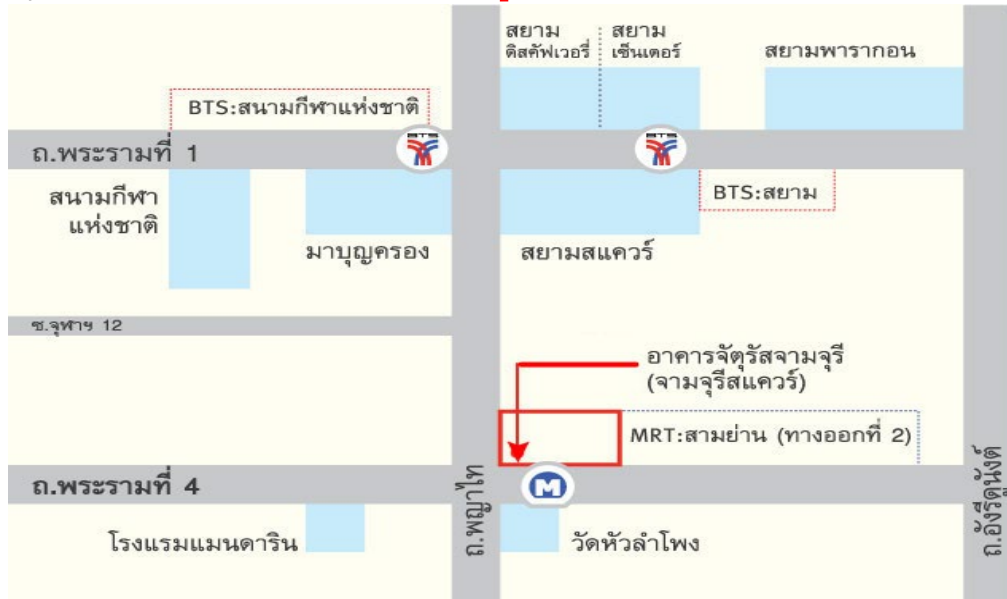 สยาม
ดิสคัฟเวอรี่
สยาม
เซ็นเตอร์
สยามพารากอน
BTS:สนามกีฬาแห่งชาติ
BTS
BTS
ถ.พระรามที่ 1
สนามกีฬา
แห่งชาติ
BTS:สยาม
มาบุญครอง
สยามสแควร์
ซ.จุฬาฯ 12
อาคารจัตุรัสจามจุรี
(จามจุรีสแควร์)
MRT:สามย่าน (ทางออกที่ 2)
ถ.พระรามที่ 4
M
ถ.พญาไท
ถ.อังรีดูนังต์
โรงแรมแมนดาริน
วัดหัวลำโพง